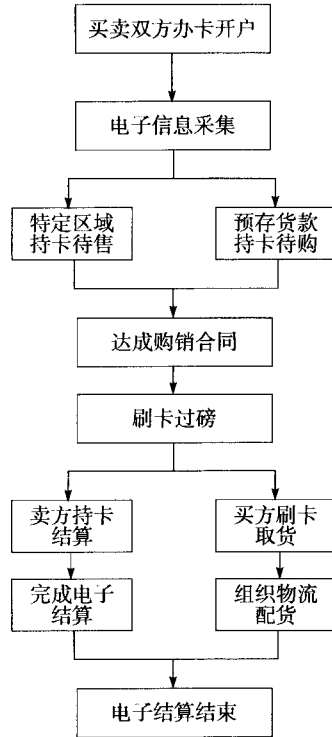 买卖双方办卡开户
电子信息采集
特定区域
持卡待售
预存货款
持卡待购
达成购销合同
刷卡过磅
卖方持卡
结算
买方刷卡
取货
完成电子
结算
组织物流
配货
电子结算结束